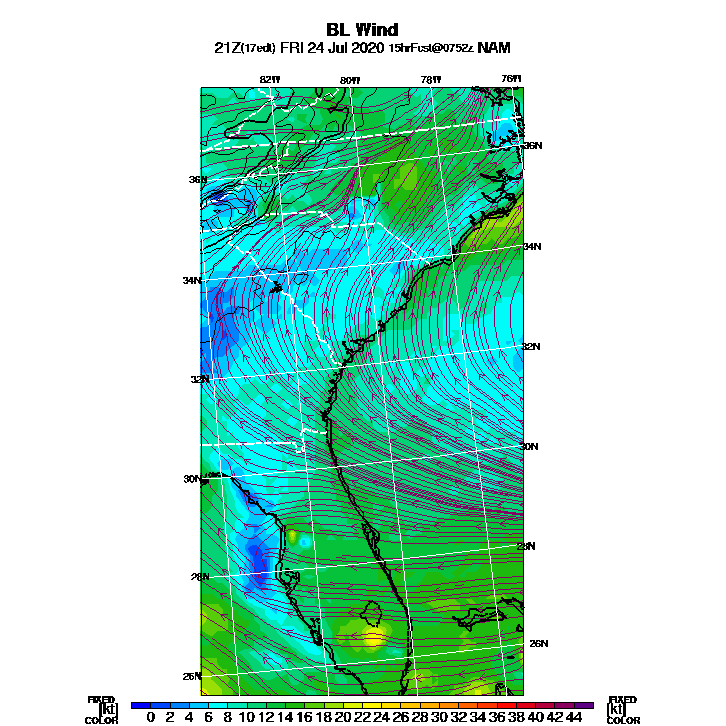 BL Wind
21Z(17edt) FRI 24 Jul 2020 15hrFcst@0752z NAM
82W 80W 78W 76W
36N 36N
34N 34N
32N 32N
30N 30N
28N 28N
26N 26N
FIXED FIXED
[kt] 0 2 4 6 8 10 12 14 16 18 20 22 24 26 28 30 32 34 36 38 40 42 44 [kt]
COLOR COLOR